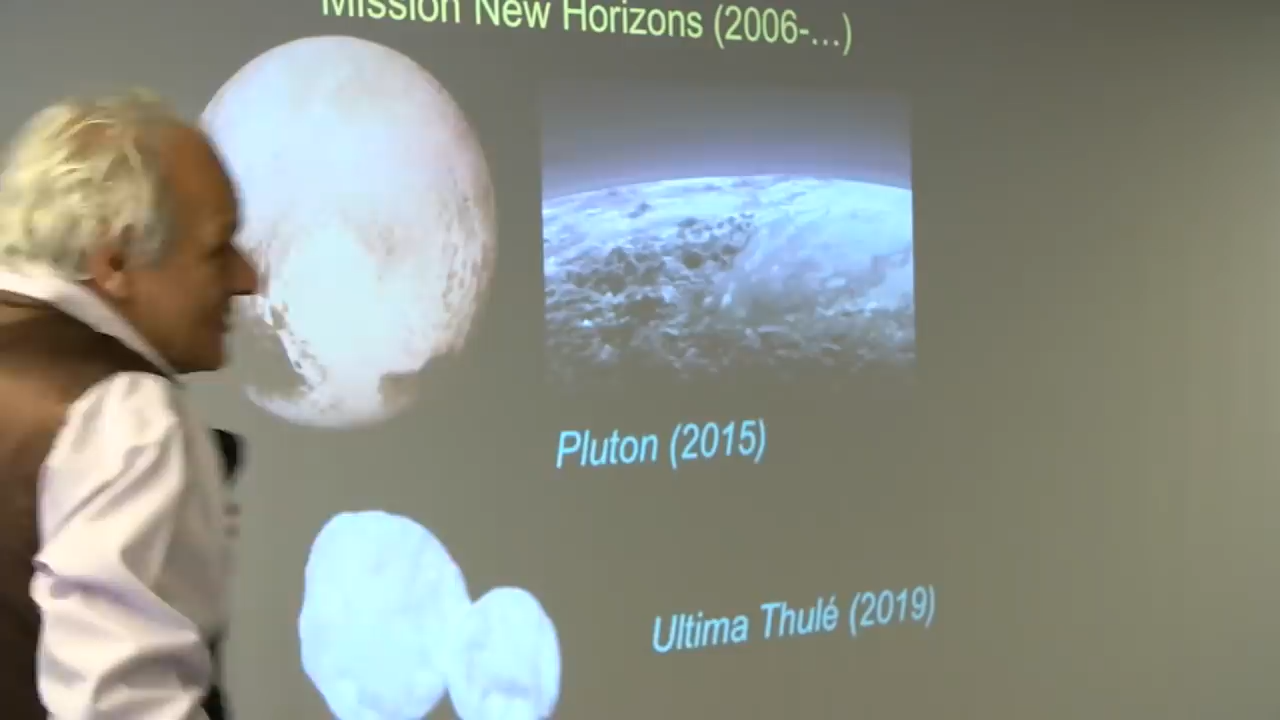 Mission New Horizons (2006-...)
Pluton (2015)
Ultima Thulé (2019)